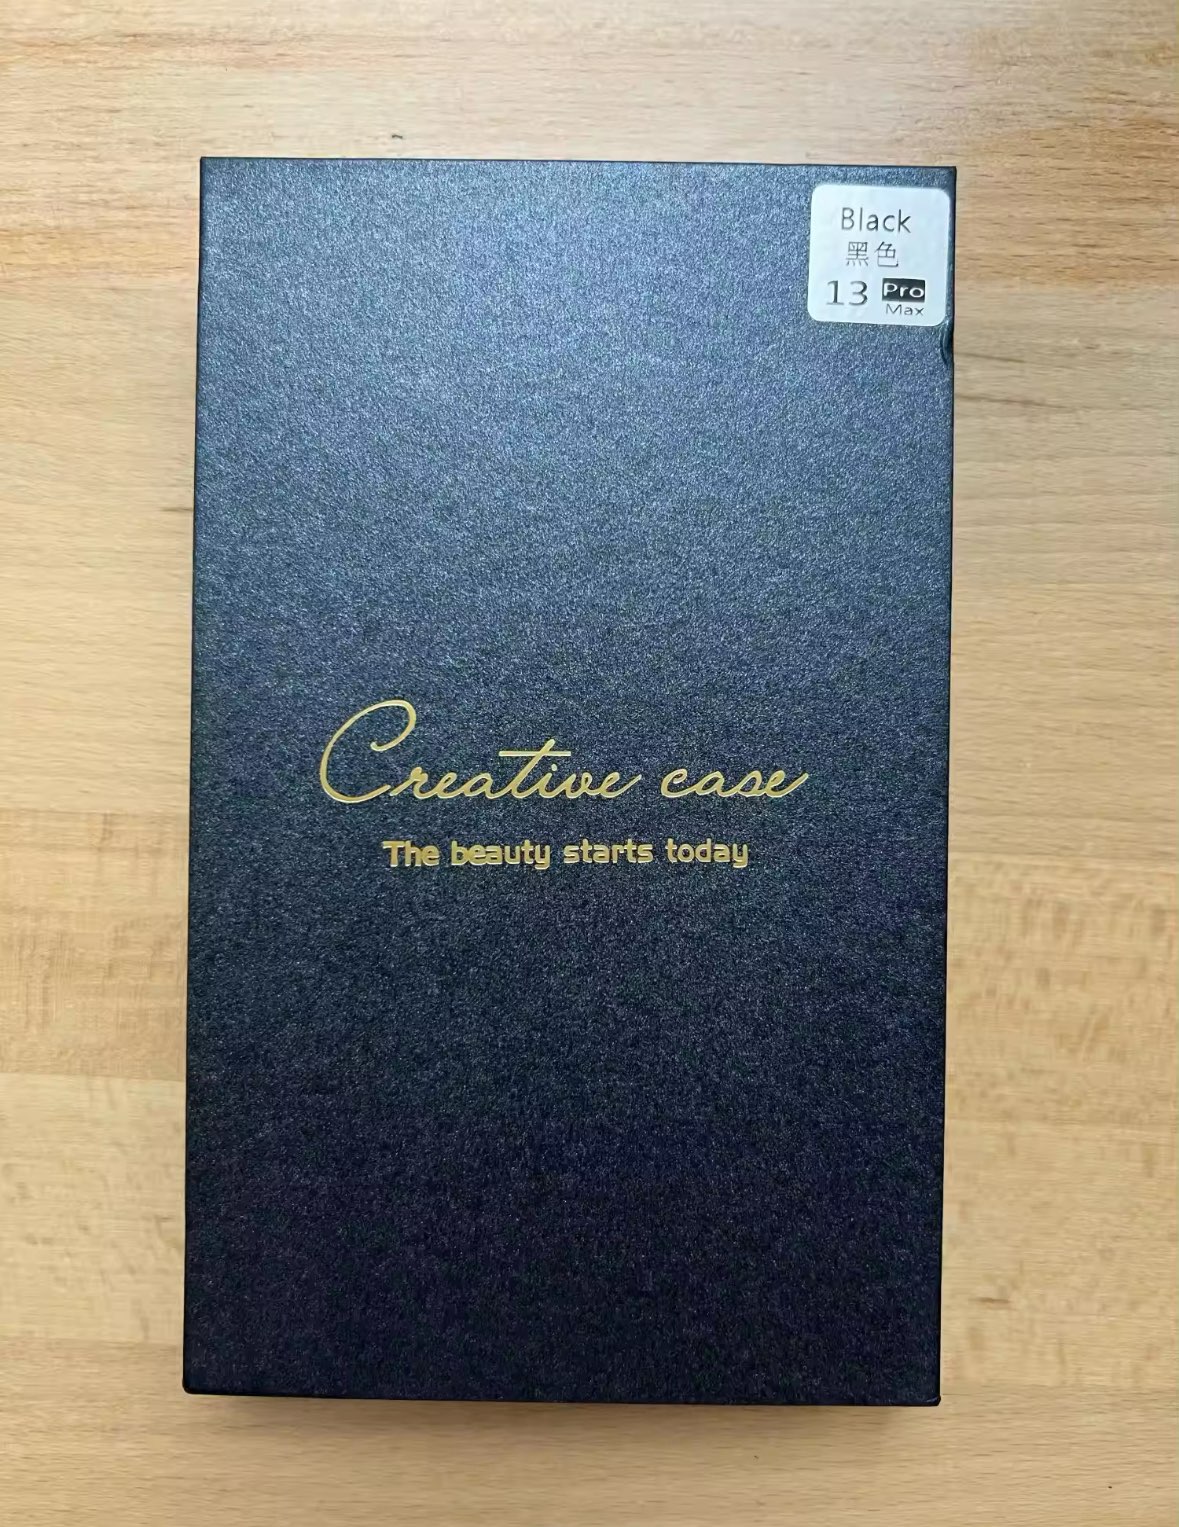 Black
黑色
13 Pro
Max
Creative case
The beauty starts today